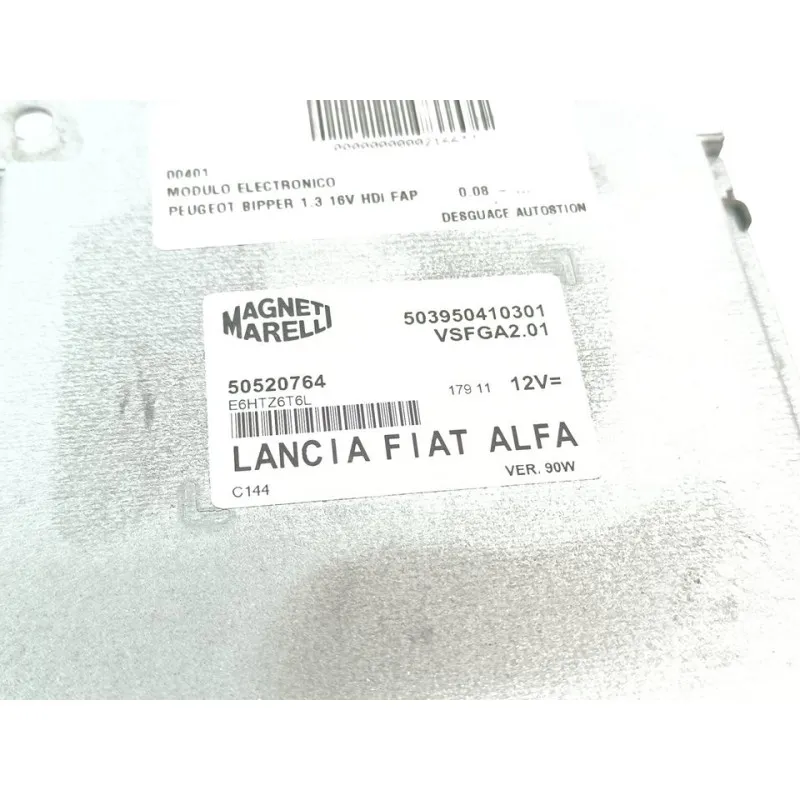 00401
MODULO ELECTRONICO
PEUGEOT BIPPER 1.3 16V HDI FAP 0.08 - ...
DESGUACE AUTOSTION
MAGNETI
MARELLI
503950410301
VSFGA2.01
50520764
E6HTZ6T6L
179 11 12V=
LANCIA FIAT ALFA
VER. 90W
C144